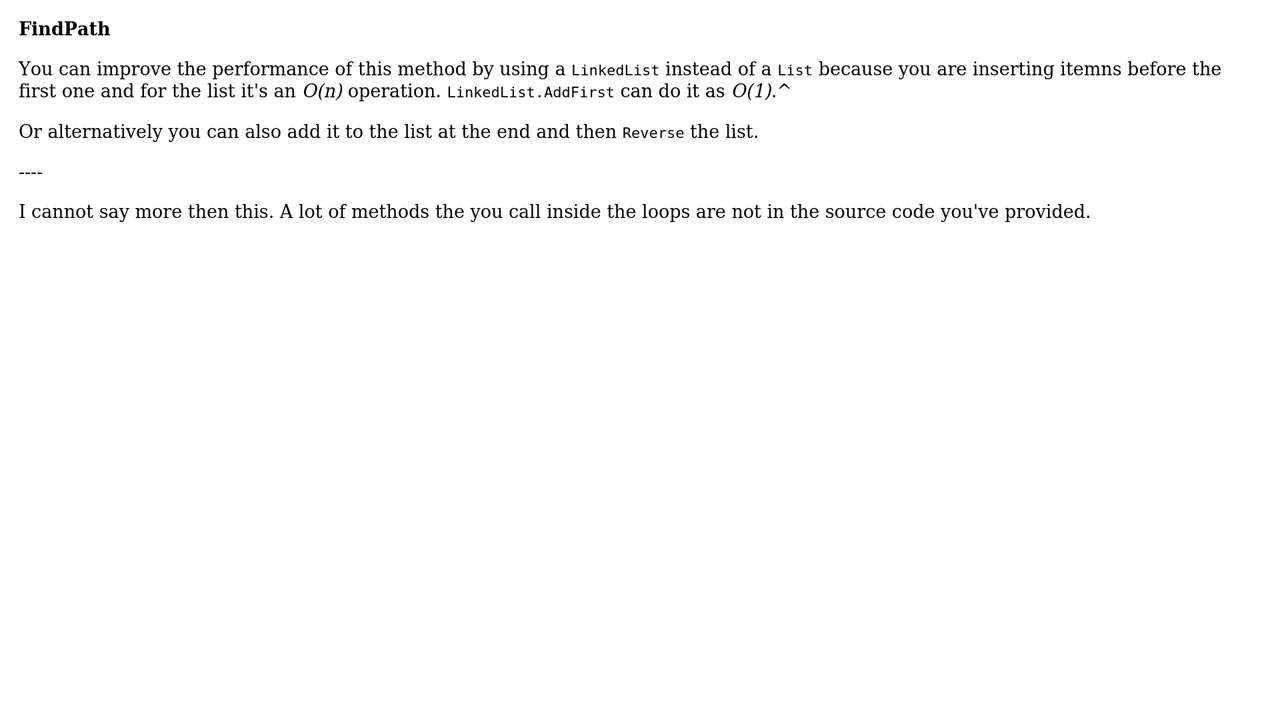 FindPath
You can improve the performance of this method by using a LinkedList instead of a List because you are inserting itemns before the
first one and for the list it's an O(n) operation. LinkedList.AddFirst can do it as O(1).^
Or alternatively you can also add it to the list at the end and then Reverse the list.
----
I cannot say more then this. A lot of methods the you call inside the loops are not in the source code you've provided.